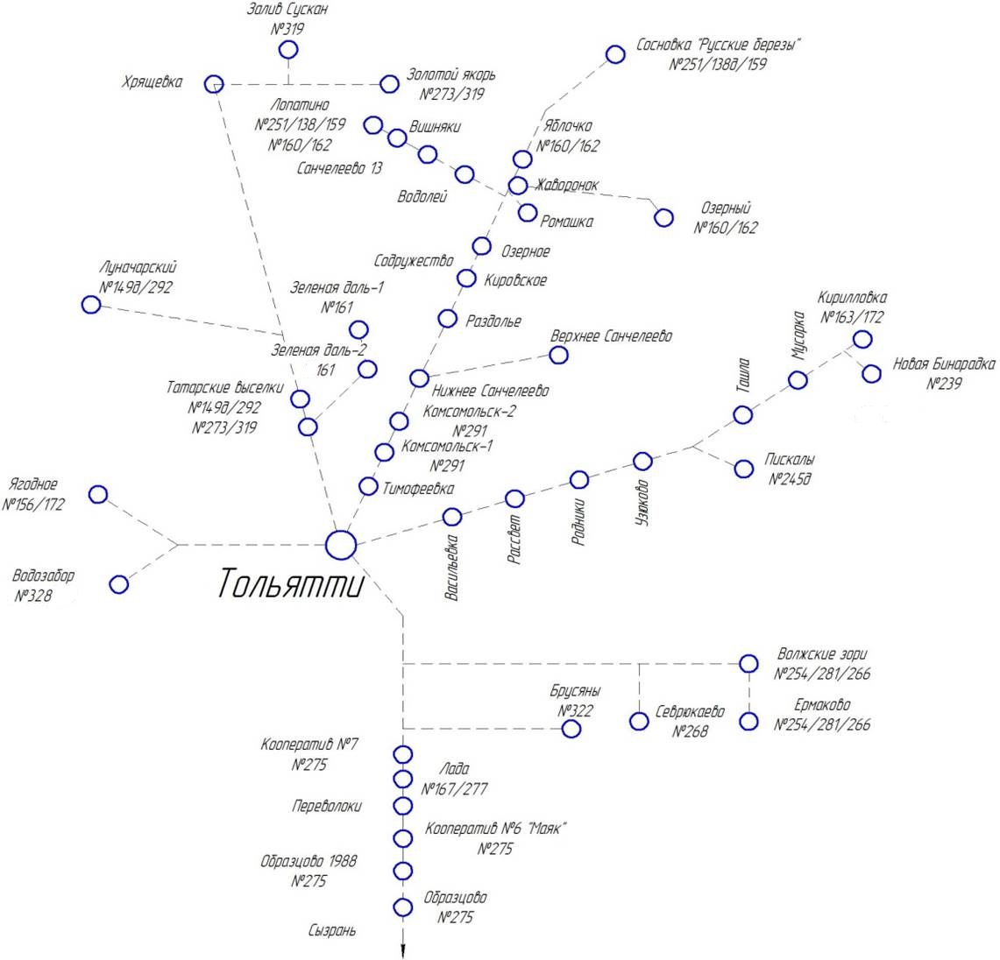 Залив Сускан
№319
Хрящевка
Золотой якорь
№273/319
Сосновка "Русские березы"
№251/138д/159
Лопатино
№251/138/159
№160/162
Вишняки
Санчелеево 13
Водолей
Яблочко
№160/162
Жаворонок
Ромашка
Озерный
№160/162
Содружество
Озерное
Кировское
Раздолье
Луначарский
№149д/292
Зеленая даль-1
№161
Зеленая даль-2
161
Верхнее Санчелеево
Нижнее Санчелеево
Татарские выселки
№149д/292
№273/319
Комсомольск-2
№291
Комсомольск-1
№291
Тимофеевка
Кирилловка
№163/172
Мусорка
Ташла
Новая Бинарадка
№239
Пискалы
№245д
Ягодное
№156/172
Водозабор
№328
Тольятти
Васильевка
Рассвет
Родники
Узюково
Волжские зори
№254/281/266
Брусяны
№322
Севрюкаево
№268
Ермаково
№254/281/266
Кооператив №7
№275
Лада
№167/277
Переволоки
Кооператив №6 "Маяк"
№275
Образцово 1988
№275
Образцово
№275
Сызрань